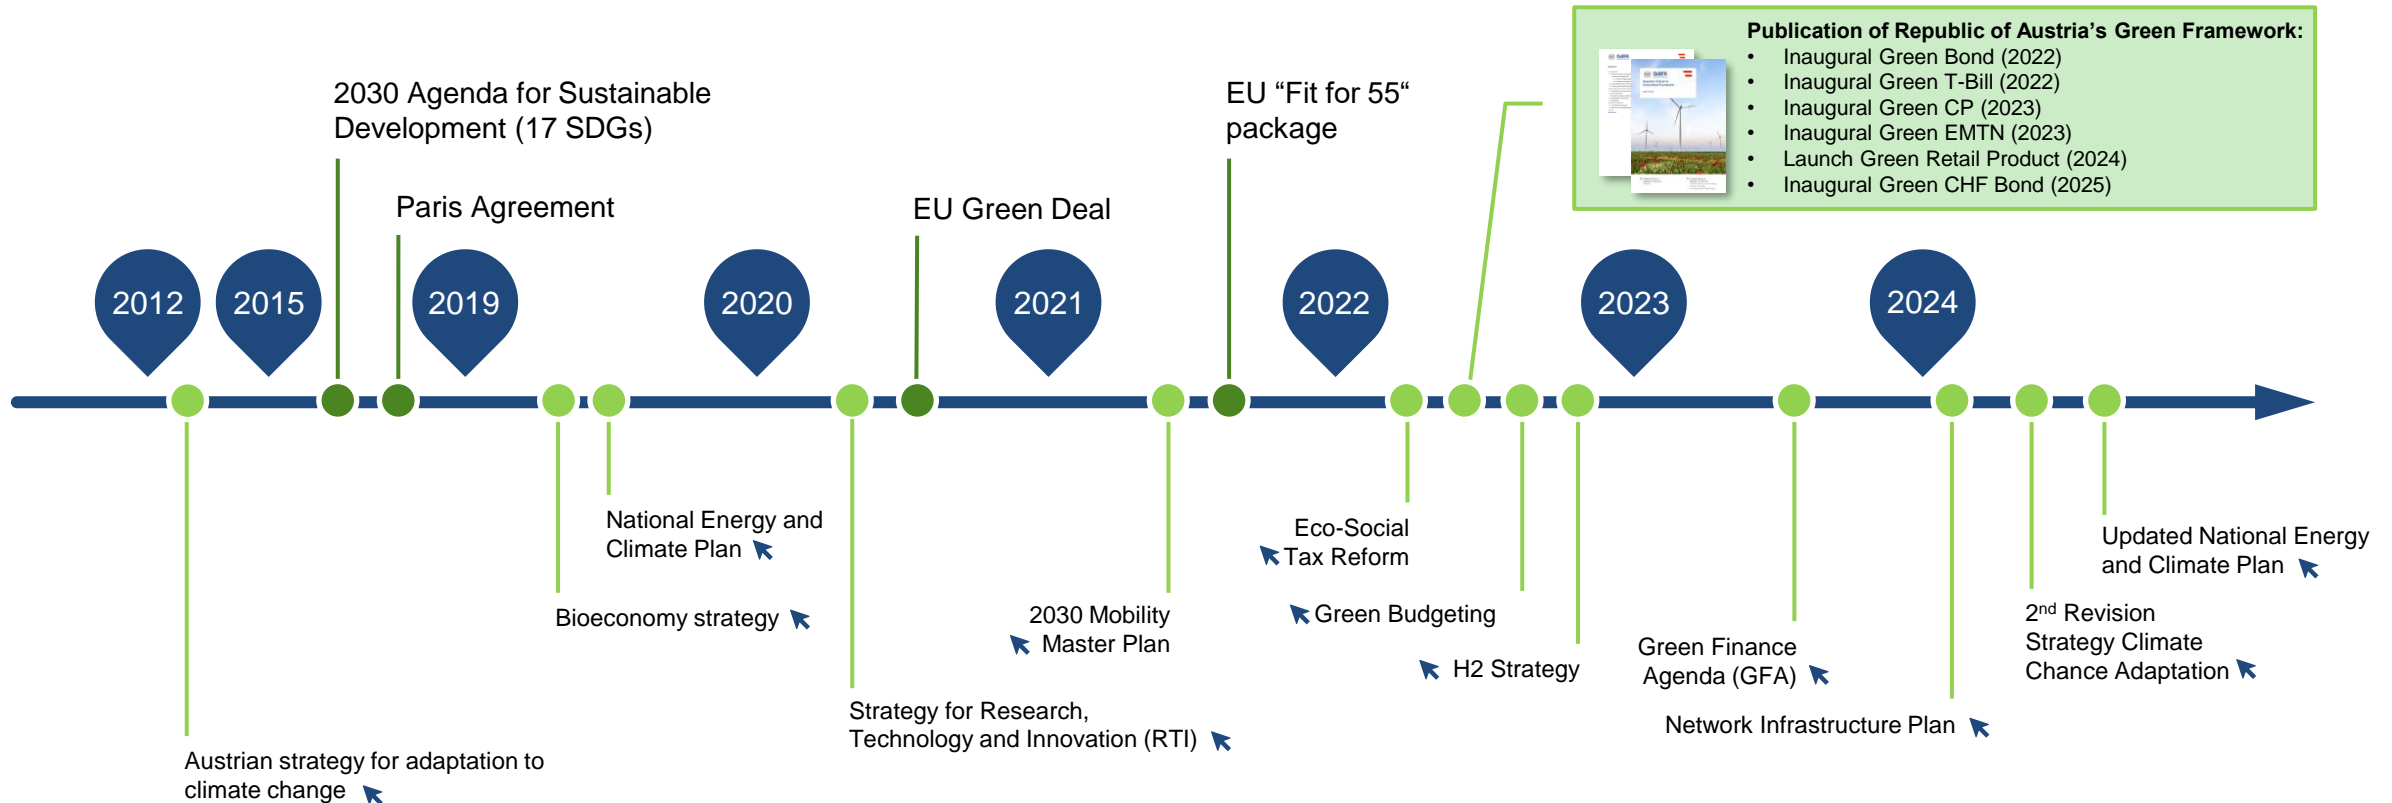 Publication of Republic of Austria’s Green Framework:
• Inaugural Green Bond (2022)
• Inaugural Green T-Bill (2022)
• Inaugural Green CP (2023)
• Inaugural Green EMTN (2023)
• Launch Green Retail Product (2024)
• Inaugural Green CHF Bond (2025)
2030 Agenda for Sustainable
Development (17 SDGs)
EU “Fit for 55“
package
Paris Agreement
EU Green Deal
2012
2015
2019
2020
2021
2022
2023
2024
National Energy and
Climate Plan
Bioeconomy strategy
Austrian strategy for adaptation to
climate change
Strategy for Research,
Technology and Innovation (RTI)
2030 Mobility
Master Plan
Eco-Social
Tax Reform
Green Budgeting
H2 Strategy
Green Finance
Agenda (GFA)
Network Infrastructure Plan
Updated National Energy
and Climate Plan
2nd Revision
Strategy Climate
Chance Adaptation